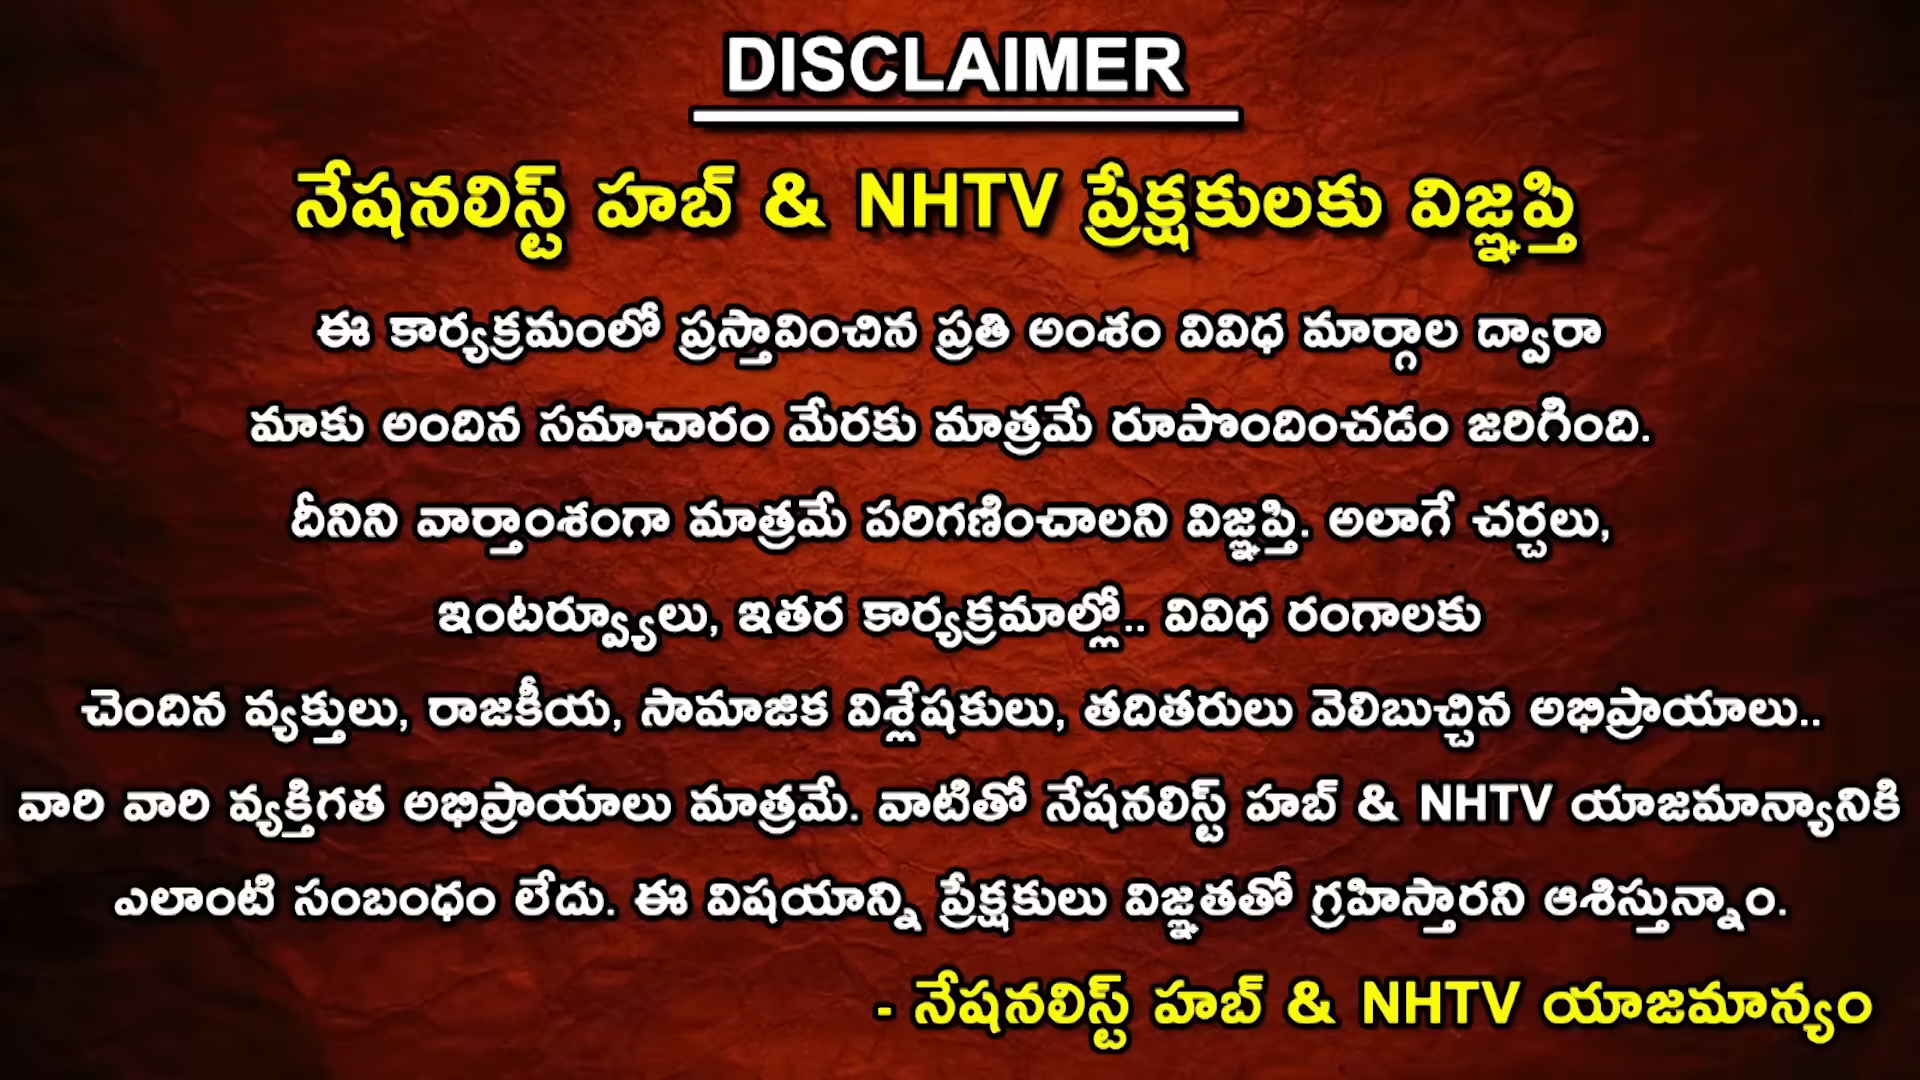 DISCLAIMER
నేషనలిస్ట్ హబ్ & NHTV ప్రేక్షకులకు విజ్ఞప్తి
ఈ కార్యక్రమంలో ప్రస్తావించిన ప్రతి అంశం వివిధ మార్గాల ద్వారా
మాకు అందిన సమాచారం మేరకు మాత్రమే రూపొందించడం జరిగింది.
దీనిని వార్తాంశంగా మాత్రమే పరిగణించాలని విజ్ఞప్తి. అలాగే చర్చలు,
ఇంటర్వ్యూలు, ఇతర కార్యక్రమాల్లో.. వివిధ రంగాలకు
చెందిన వ్యక్తులు, రాజకీయ, సామాజిక విశ్లేషకులు, తదితరులు వెలిబుచ్చిన అభిప్రాయాలు..
వారి వారి వ్యక్తిగత అభిప్రాయాలు మాత్రమే. వాటితో నేషనలిస్ట్ హబ్ & NHTV యాజమాన్యానికి
ఎలాంటి సంబంధం లేదు. ఈ విషయాన్ని ప్రేక్షకులు విజ్ఞతతో గ్రహిస్తారని ఆశిస్తున్నాం.
- నేషనలిస్ట్ హబ్ & NHTV యాజమాన్యం